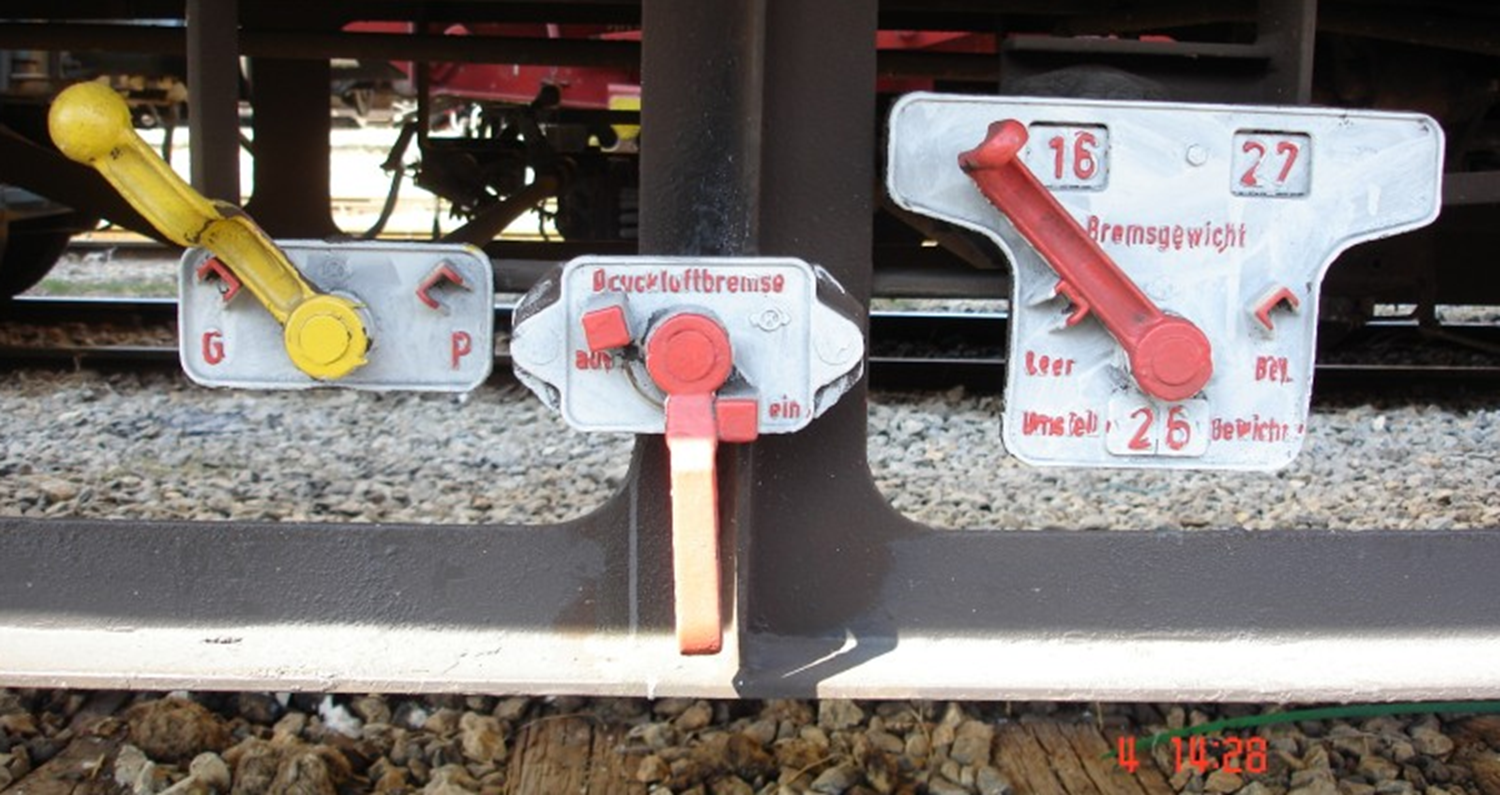 G P
Druckluftbremse
aus
ein
16 27
Bremsgewicht
Leer Bel.
Umstell. 26 Gewicht
4 14:28